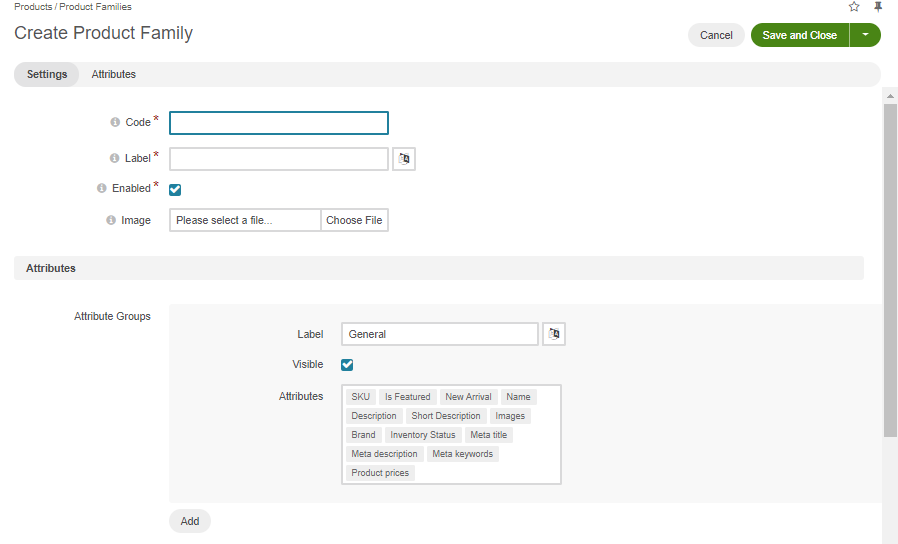 Products / Product Families
Create Product Family
Cancel
Save and Close
Settings
Attributes
Code *
Label *
Enabled *
Image
Please select a file...
Choose File
Attributes
Attribute Groups
Label
General
Visible
Attributes
SKU Is Featured New Arrival Name
Description Short Description Images
Brand Inventory Status Meta title
Meta description Meta keywords
Product prices
Add